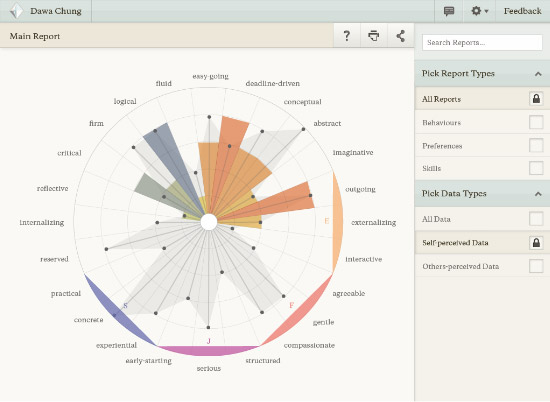 Dawa Chung
Feedback
Main Report
?
Search Reports...
Pick Report Types
All Reports
Behaviours
Preferences
Skills
Pick Data Types
All Data
Self-perceived Data
Others-perceived Data
easy-going
deadline-driven
conceptual
abstract
imaginative
outgoing
externalizing
interactive
agreeable
gentle
compassionate
structured
serious
early-starting
experiential
concrete
practical
reserved
internalizing
reflective
critical
firm
logical
fluid
E
F
J
S